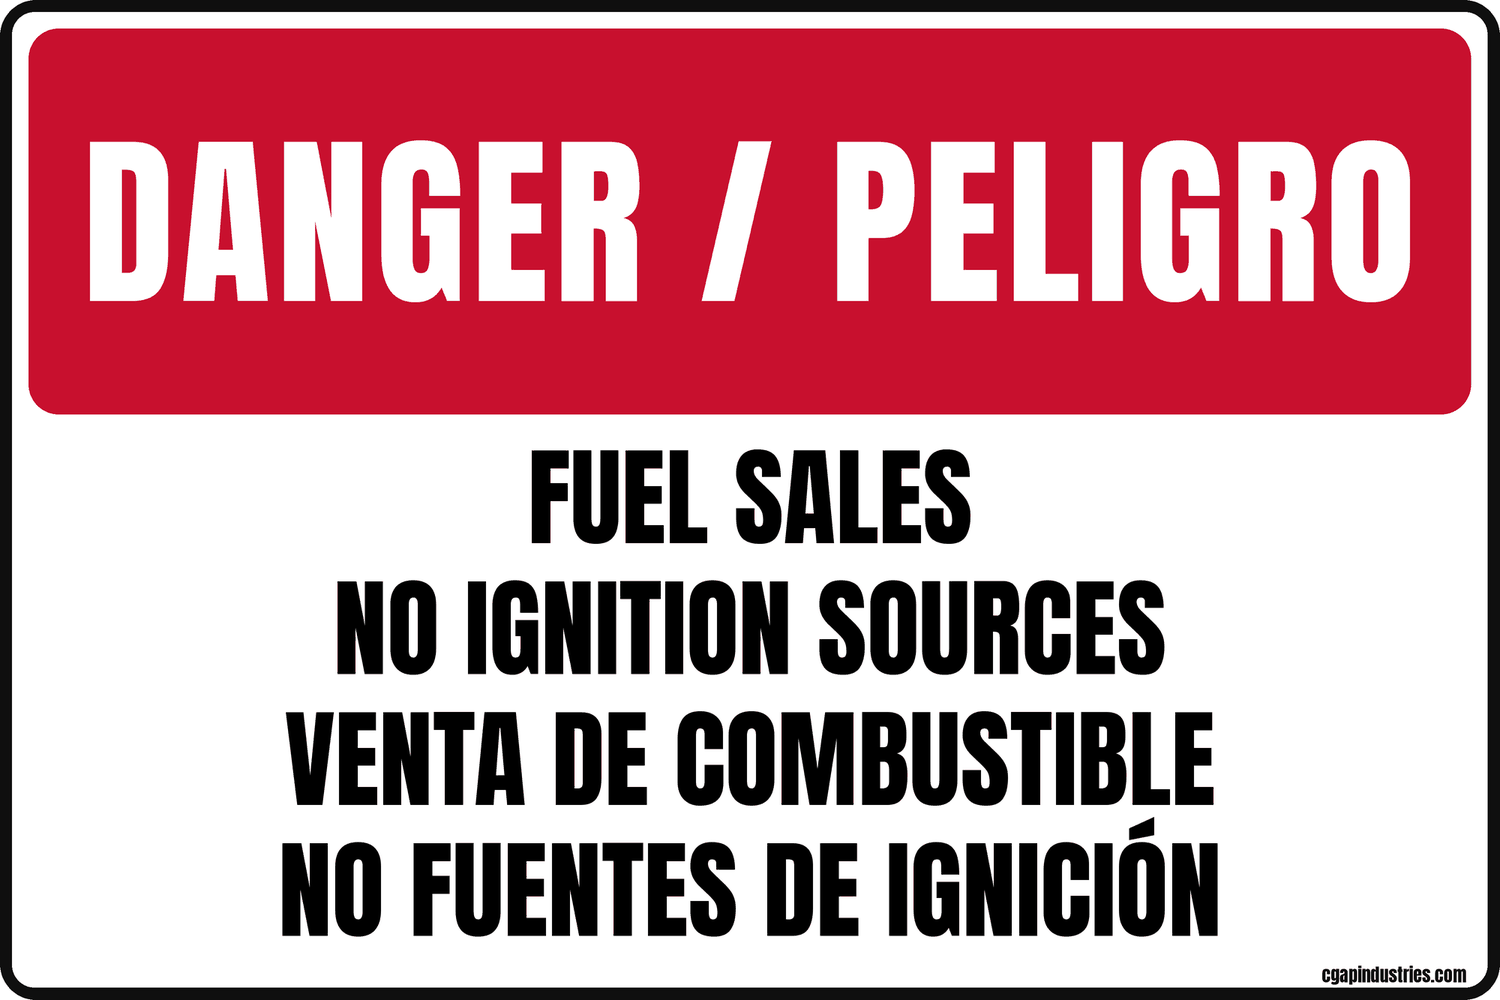 DANGER / PELIGRO
FUEL SALES
NO IGNITION SOURCES
VENTA DE COMBUSTIBLE
NO FUENTES DE IGNICIÓN
cgapindustries.com